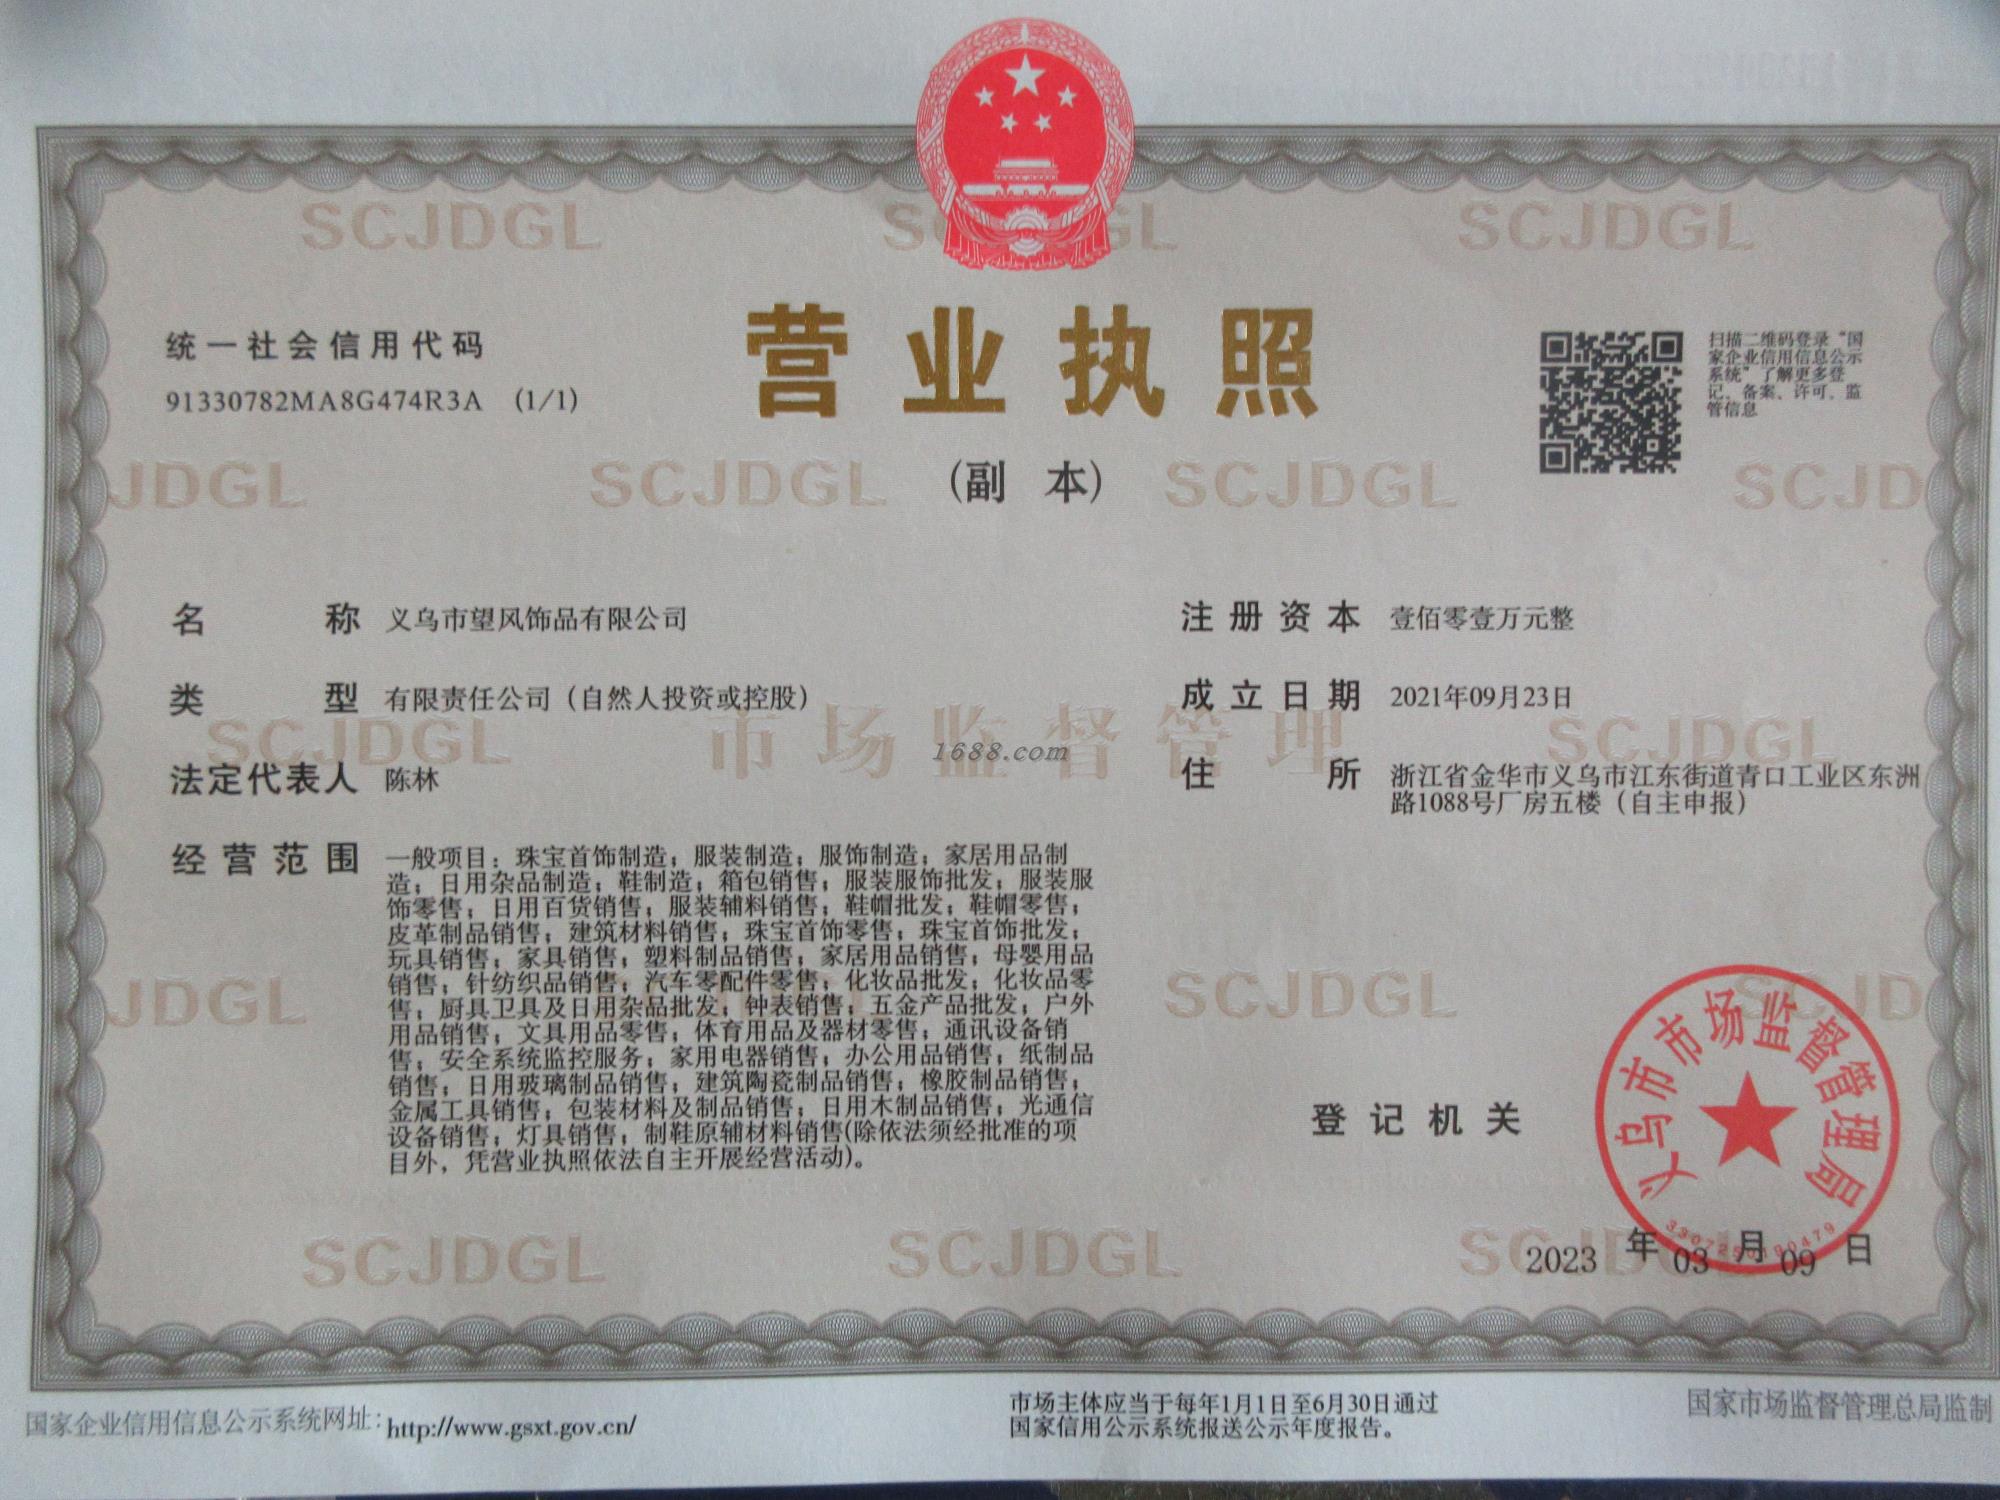 统一社会信用代码
91330782MA8G474R3A (1/1)
营业执照
(副 本)
扫描二维码登录“国
家企业信用信息公示
系统”了解更多登
记、备案、许可、监
管信息
名称 义乌市望风饰品有限公司
类型 有限责任公司（自然人投资或控股）
法定代表人 陈林
经营范围 一般项目：珠宝首饰制造；服装制造；服饰制造；家居用品制
造；日用杂品制造；鞋制造；箱包销售；服装服饰批发；服装服
饰零售；日用百货销售；服装辅料销售；鞋帽批发；鞋帽零售；
皮革制品销售；建筑材料销售；珠宝首饰零售；珠宝首饰批发；
玩具销售；家具销售；塑料制品销售；家居用品销售；母婴用品
销售；针纺织品销售；汽车零配件零售；化妆品批发；化妆品零
售；厨具卫具及日用杂品批发；钟表销售；五金产品批发；户外
用品销售；文具用品零售；体育用品及器材零售；通讯设备销
售；安全系统监控服务；家用电器销售；办公用品销售；纸制品
销售；日用玻璃制品销售；建筑陶瓷制品销售；橡胶制品销售；
金属工具销售；包装材料及制品销售；日用木制品销售；光通信
设备销售；灯具销售；制鞋原辅材料销售(除依法须经批准的项
目外，凭营业执照依法自主开展经营活动)。
注册资本 壹佰零壹万元整
成立日期 2021年09月23日
住所 浙江省金华市义乌市江东街道青口工业区东洲
路1088号厂房五楼（自主申报）
登记机关
义乌市市场监督管理局
2023 年 03 月 09 日
SCJDGL
SCJDGL
SCJDGL
JDGL
SCJDGL
SCJDGL
SCJD
SCJDGL
市场监督管理
SCJDGL
1688.com
JDGL
SCJDGL
SCJD
SCJDGL
SCJDGL
国家企业信用信息公示系统网址：http://www.gsxt.gov.cn/
市场主体应当于每年1月1日至6月30日通过
国家信用公示系统报送公示年度报告。
国家市场监督管理总局监制